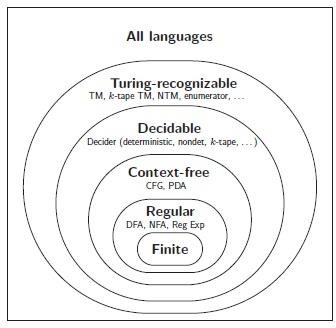 All languages
Turing-recognizable
TM, k-tape TM, NTM, enumerator, ...
Decidable
Decider (deterministic, nondet, k-tape, ...)
Context-free
CFG, PDA
Regular
DFA, NFA, Reg Exp
Finite